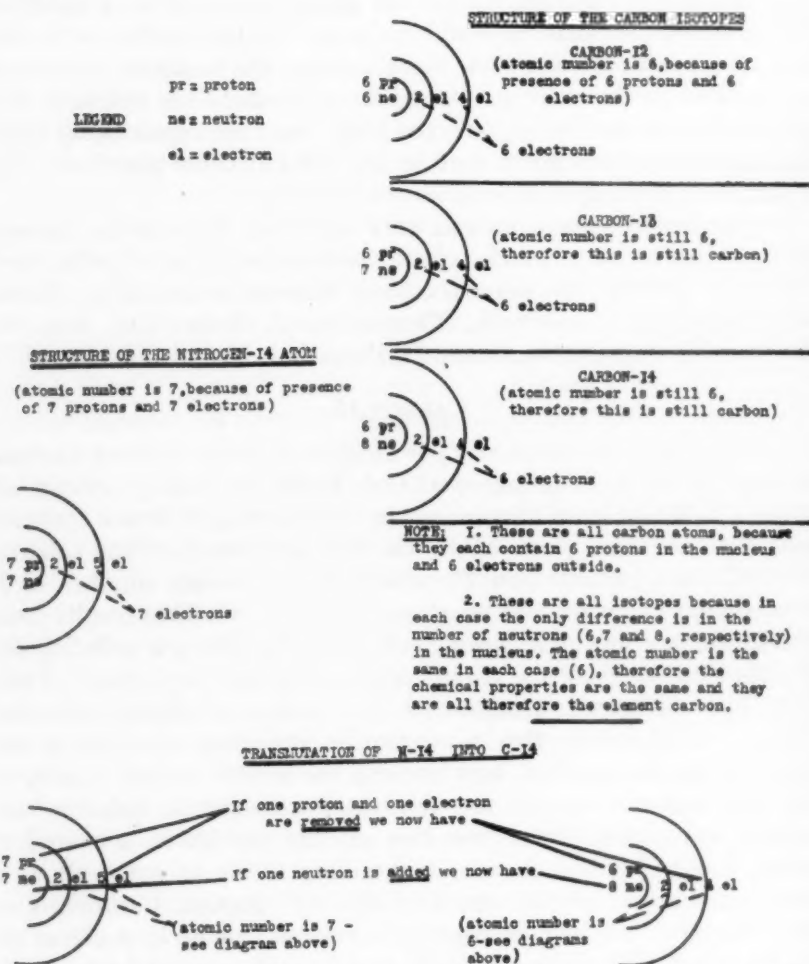 STRUCTURE OF THE CARBON ISOTOPES
pr = proton
LEGEND ne = neutron
el = electron
CARBON-I2
(atomic number is 6,because of
presence of 6 protons and 6
electrons)
6 pr
6 ne 2 el 4 el
6 electrons
CARBON-I3
(atomic number is still 6,
therefore this is still carbon)
6 pr
7 ne 2 el 4 el
6 electrons
CARBON-I4
(atomic number is still 6,
therefore this is still carbon)
6 pr
8 ne 2 el 4 el
6 electrons
STRUCTURE OF THE NITROGEN-I4 ATOM
(atomic number is 7,because of presence
of 7 protons and 7 electrons)
7 pr 2 el 5 el
7 ne
7 electrons
NOTE: I. These are all carbon atoms, because
they each contain 6 protons in the nucleus
and 6 electrons outside.
2. These are all isotopes because in
each case the only difference is in the
number of neutrons (6,7 and 8, respectively)
in the nucleus. The atomic number is the
same in each case (6), therefore the
chemical properties are the same and they
are all therefore the element carbon.
TRANSMUTATION OF N-I4 INTO C-I4
If one proton and one electron
are removed we now have
7 pr
7 ne 2 el 5 el
If one neutron is added we now have
6 pr
8 ne 2 el 4 el
(atomic number is 7 -
see diagram above)
(atomic number is
6-see diagrams
above)